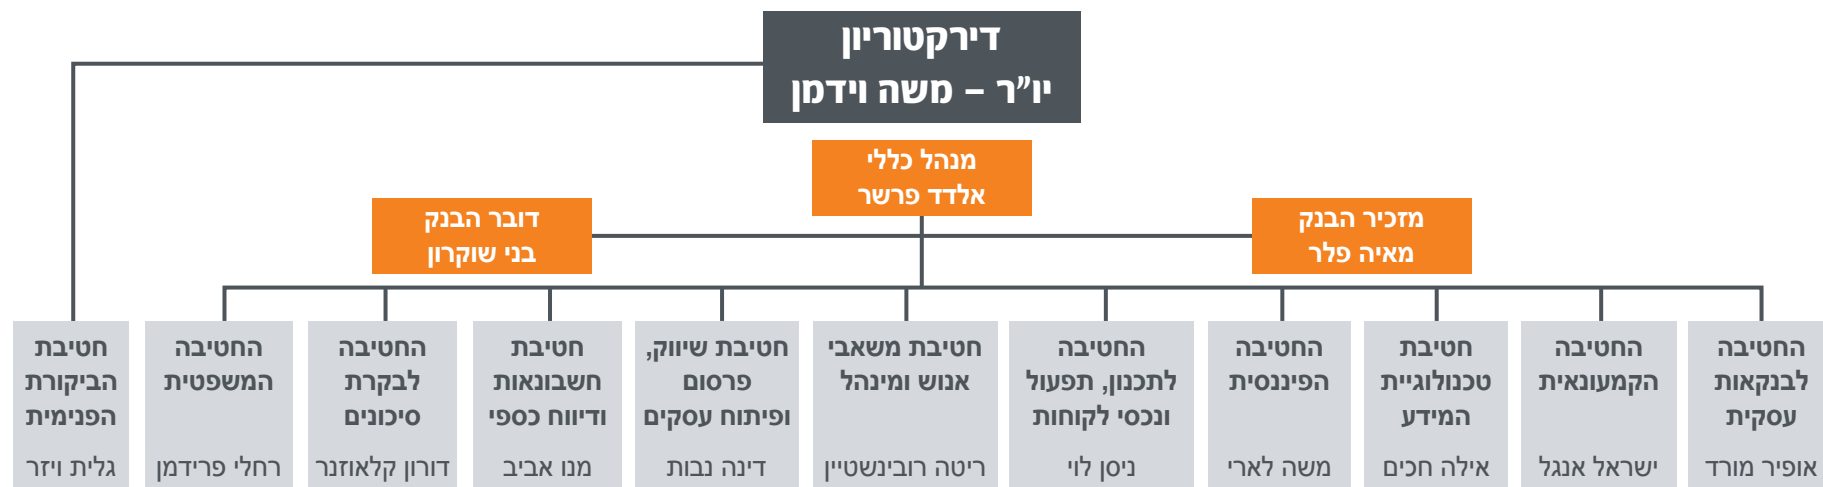 דירקטוריון
יו"ר – משה וידמן
מנהל כללי
אלדד פרשר
מזכיר הבנק
מאיה פלר
דובר הבנק
בני שוקרון
החטיבה
לבנקאות
עסקית
אופיר מורד
החטיבה
הקמעונאית
ישראל אנגל
חטיבת
טכנולוגיית
המידע
אילה חכים
החטיבה
הפיננסית
משה לארי
החטיבה
לתכנון, תפעול
ונכסי לקוחות
ניסן לוי
חטיבת משאבי
אנוש ומינהל
ריטה רובינשטיין
חטיבת שיווק,
פרסום
ופיתוח עסקים
דינה נבות
חטיבת
חשבונאות
ודיווח כספי
מנו אביב
החטיבה
לבקרת
סיכונים
דורון קלאוזנר
החטיבה
המשפטית
רחלי פרידמן
חטיבת
הביקורת
הפנימית
גלית ויזר